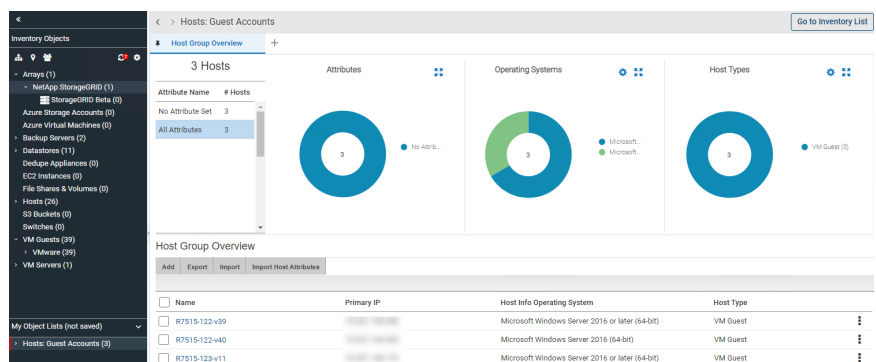 «
Inventory Objects
Arrays (1)
NetApp StorageGRID (1)
StorageGRID Beta (0)
Azure Storage Accounts (0)
Azure Virtual Machines (0)
Backup Servers (2)
Datastores (11)
Dedupe Appliances (0)
EC2 Instances (0)
File Shares & Volumes (0)
Hosts (26)
S3 Buckets (0)
Switches (0)
VM Guests (39)
VMware (39)
VM Servers (1)
My Object Lists (not saved)
Hosts: Guest Accounts (3)
< > Hosts: Guest Accounts
Go to Inventory List
Host Group Overview +
3 Hosts
Attribute Name # Hosts
No Attribute Set 3
All Attributes 3
Attributes
3
No Attrib...
Operating Systems
3
Microsoft...
Microsoft...
Host Types
3
VM Guest (3)
Host Group Overview
Add Export Import Import Host Attributes
Name Primary IP Host Info Operating System Host Type
R7515-122-v39 Microsoft Windows Server 2016 or later (64-bit) VM Guest
R7515-122-v40 Microsoft Windows Server 2016 (64-bit) VM Guest
R7515-123-v11 Microsoft Windows Server 2016 or later (64-bit) VM Guest